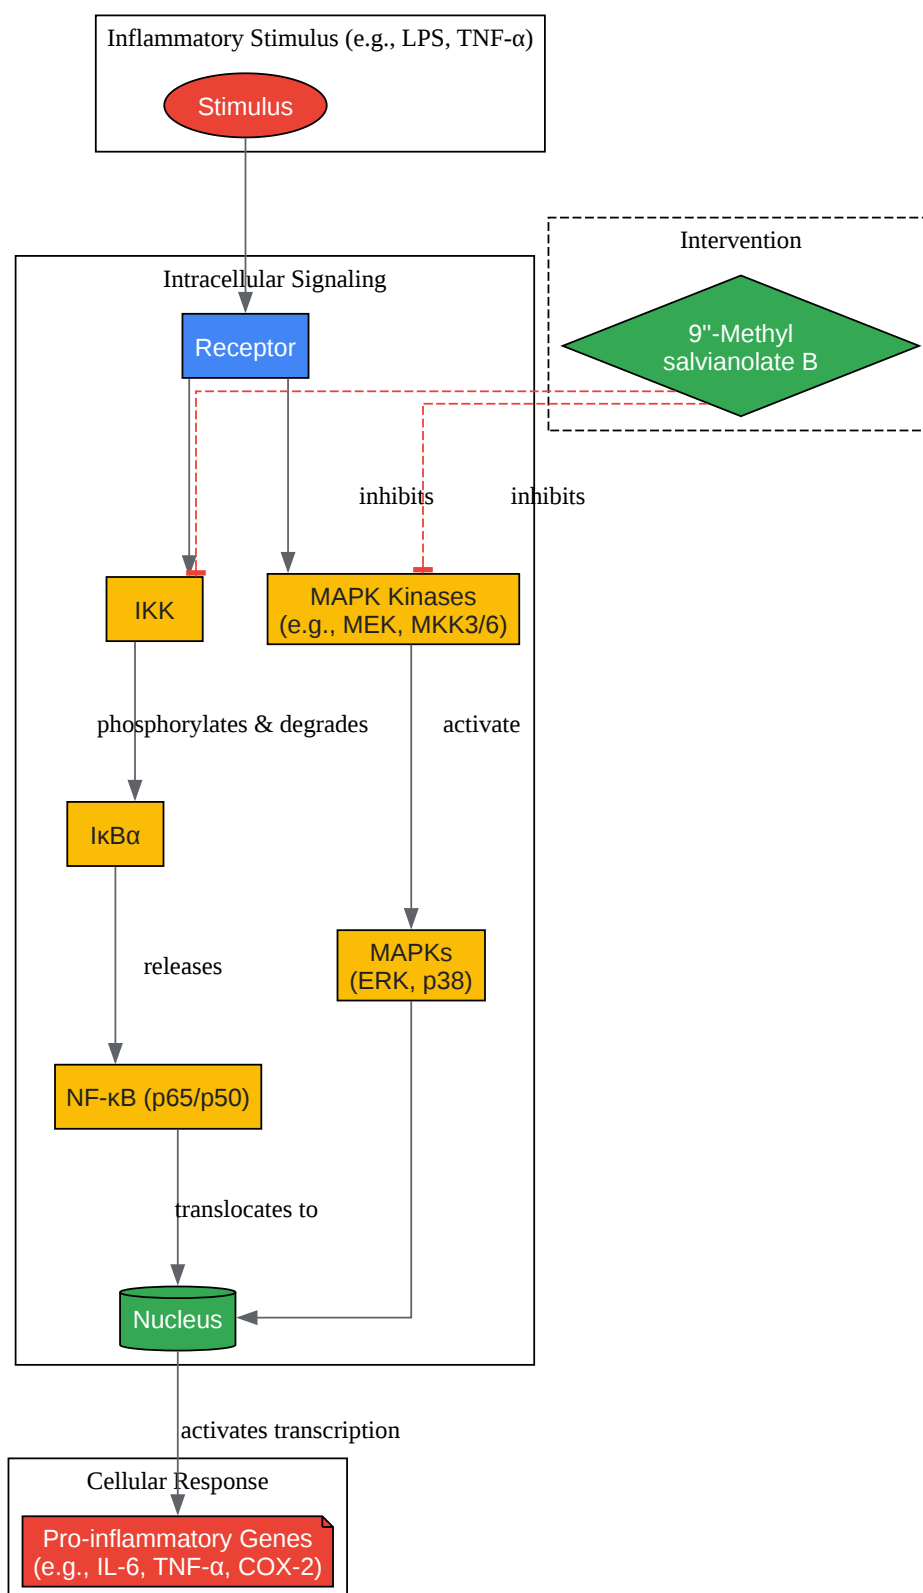 Inflammatory Stimulus (e.g., LPS, TNF-α)
Stimulus
Intervention
9"-Methyl
salvianolate B
Intracellular Signaling
Receptor
inhibits
inhibits
IKK
MAPK Kinases
(e.g., MEK, MKK3/6)
phosphorylates & degrades
activate
IκBα
MAPKs
(ERK, p38)
releases
NF-κB (p65/p50)
translocates to
Nucleus
activates transcription
Cellular Response
Pro-inflammatory Genes
(e.g., IL-6, TNF-α, COX-2)